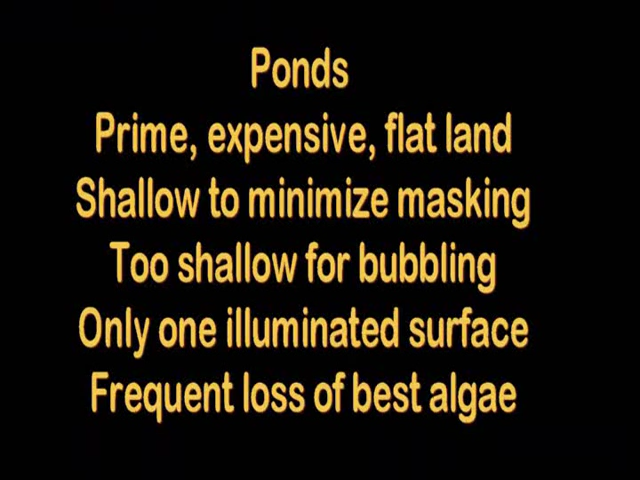 Ponds
Prime, expensive, flat land
Shallow to minimize masking
Too shallow for bubbling
Only one illuminated surface
Frequent loss of best algae